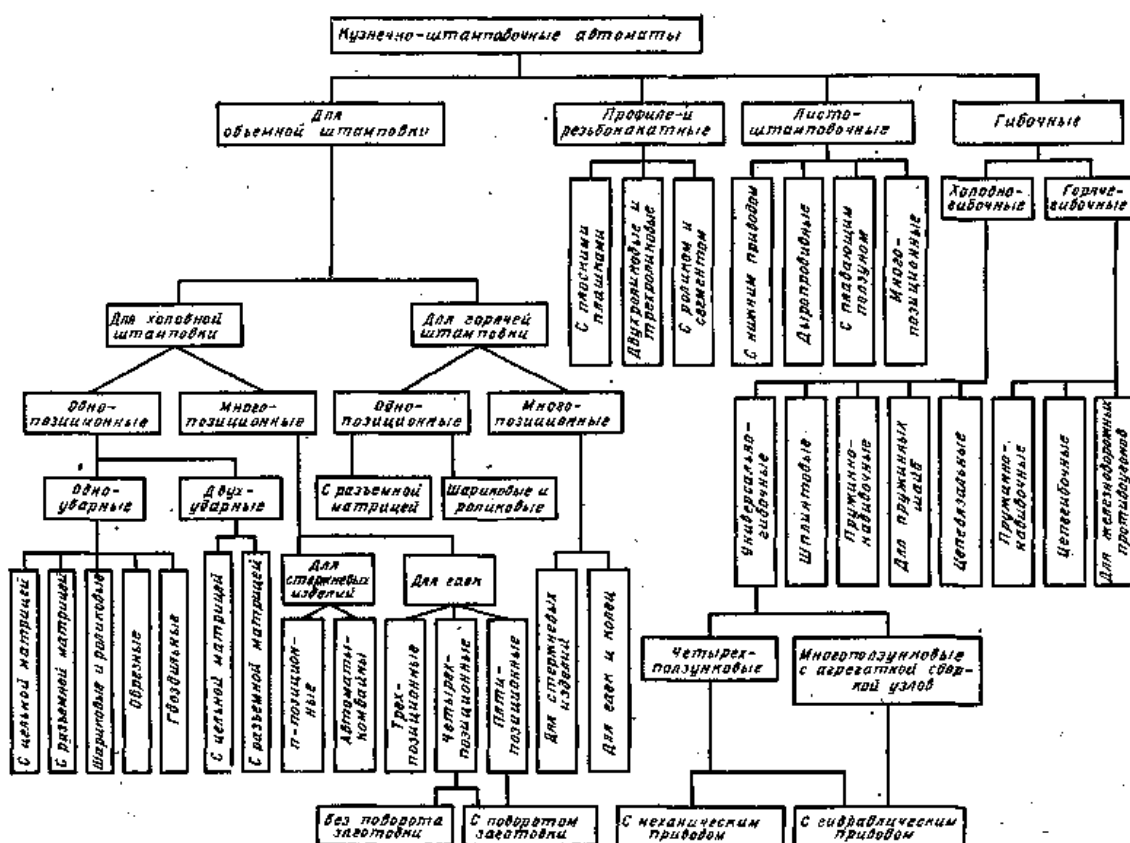 Кузнечно-штамповочные автоматы
Для
объемной штамповки
Профиле-и
резьбонакатные
Листо-
штамповочные
Гибочные
С плоскими
плашками
Двухроликовые и
трехроликовые
С роликом и
сегментом
С нижним приводом
Дыропробивные
С плавающим
ползуном
Много-
позиционные
Холодно-
гибочные
Горяче-
гибочные
Для холодной
штамповки
Для горячей
штамповки
Одно-
позиционные
Много-
позиционные
Одно-
позиционные
Много-
позиционные
Одно-
ударные
Двух-
ударные
С разъемной
матрицей
Шариковые и
роликовые
Универсально-
гибочные
Шплинтовые
Пружинно-
навивочные
Для пружинных
шайб
Цепевязальные
Пружинно-
навивочные
Цепегибочные
Для железнодорожных
противоугонов
С цельной матрицей
С разъемной матрицей
Шариковые и роликовые
Обрезные
Гвоздильные
С цельной матрицей
С разъемной матрицей
Для
стержневых
изделий
Для гаек
п-позицион-
ные
Автоматы-
комбайны
Трех-
позиционные
Четырех-
позиционные
Пяти-
позиционные
Для стержневых
изделий
Для гаек и колец
Четырех-
ползунковые
Многоползунковые
с агрегатной сбор-
кой узлов
Без поворота
заготовки
С поворотом
заготовки
С механическим
приводом
С гидравлическим
приводом